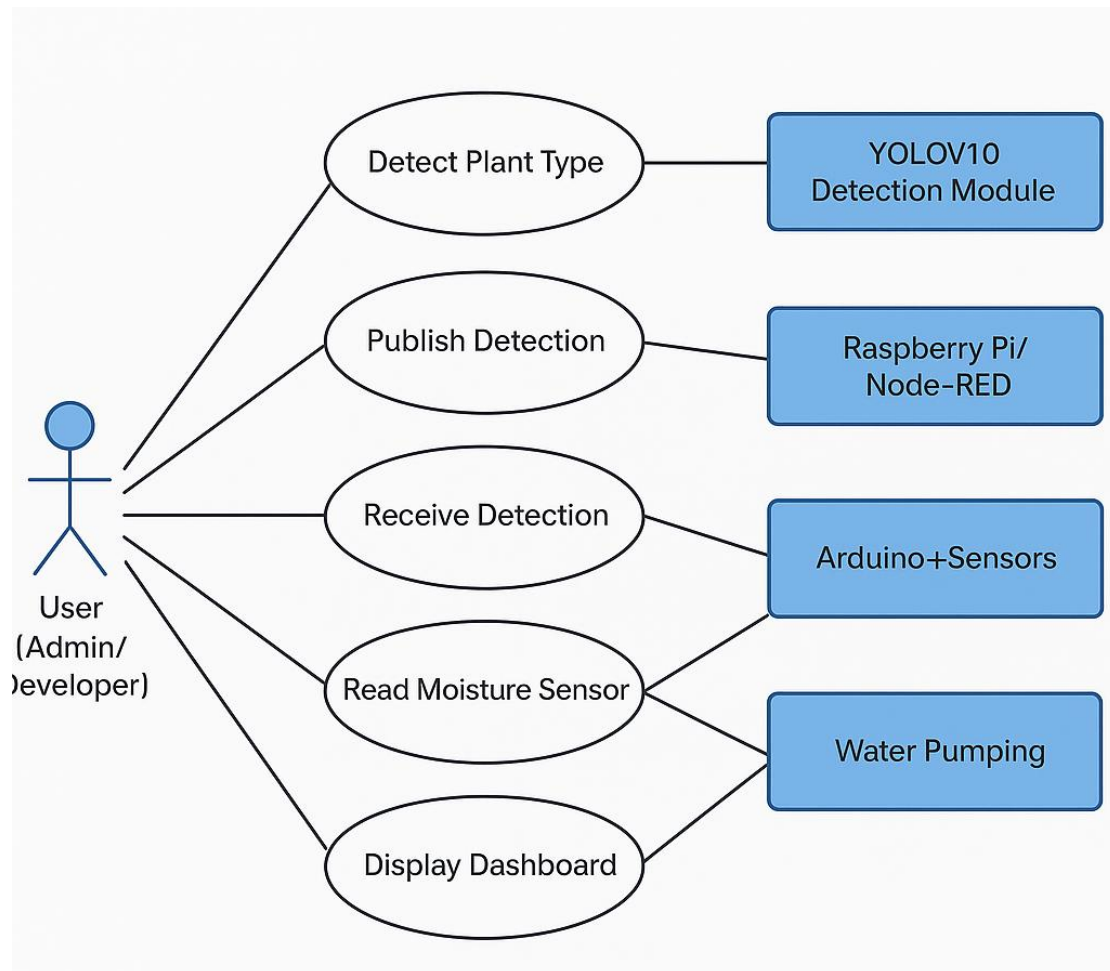 Detect Plant Type
YOLOV10
Detection Module
Publish Detection
Raspberry Pi/
Node-RED
Receive Detection
Arduino+Sensors
User
(Admin/
Developer)
Read Moisture Sensor
Water Pumping
Display Dashboard